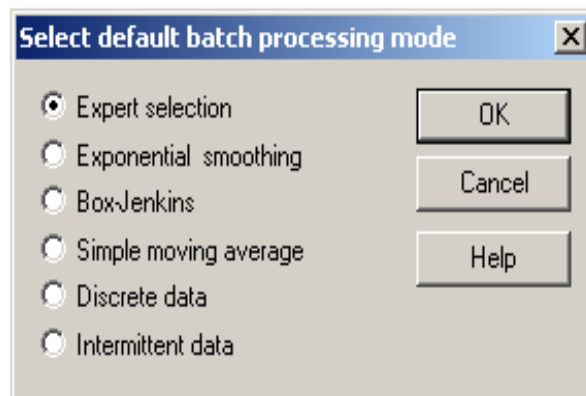 Select default batch processing mode
Expert selection
Exponential smoothing
Box-Jenkins
Simple moving average
Discrete data
Intermittent data
OK
Cancel
Help